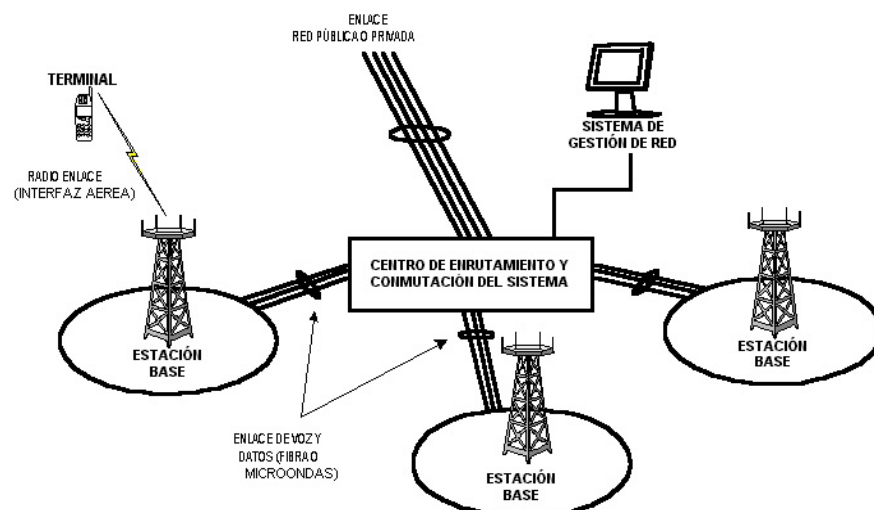 ENLACE
RED PÚBLICA O PRIVADA
TERMINAL
RADIO ENLACE
(INTERFAZ AEREA)
SISTEMA DE
GESTIÓN DE RED
CENTRO DE ENRUTAMIENTO Y
CONMUTACIÓN DEL SISTEMA
ESTACIÓN
BASE
ESTACIÓN
BASE
ENLACE DE VOZ Y
DATOS (FIBRA O
MICROONDAS)
ESTACIÓN
BASE